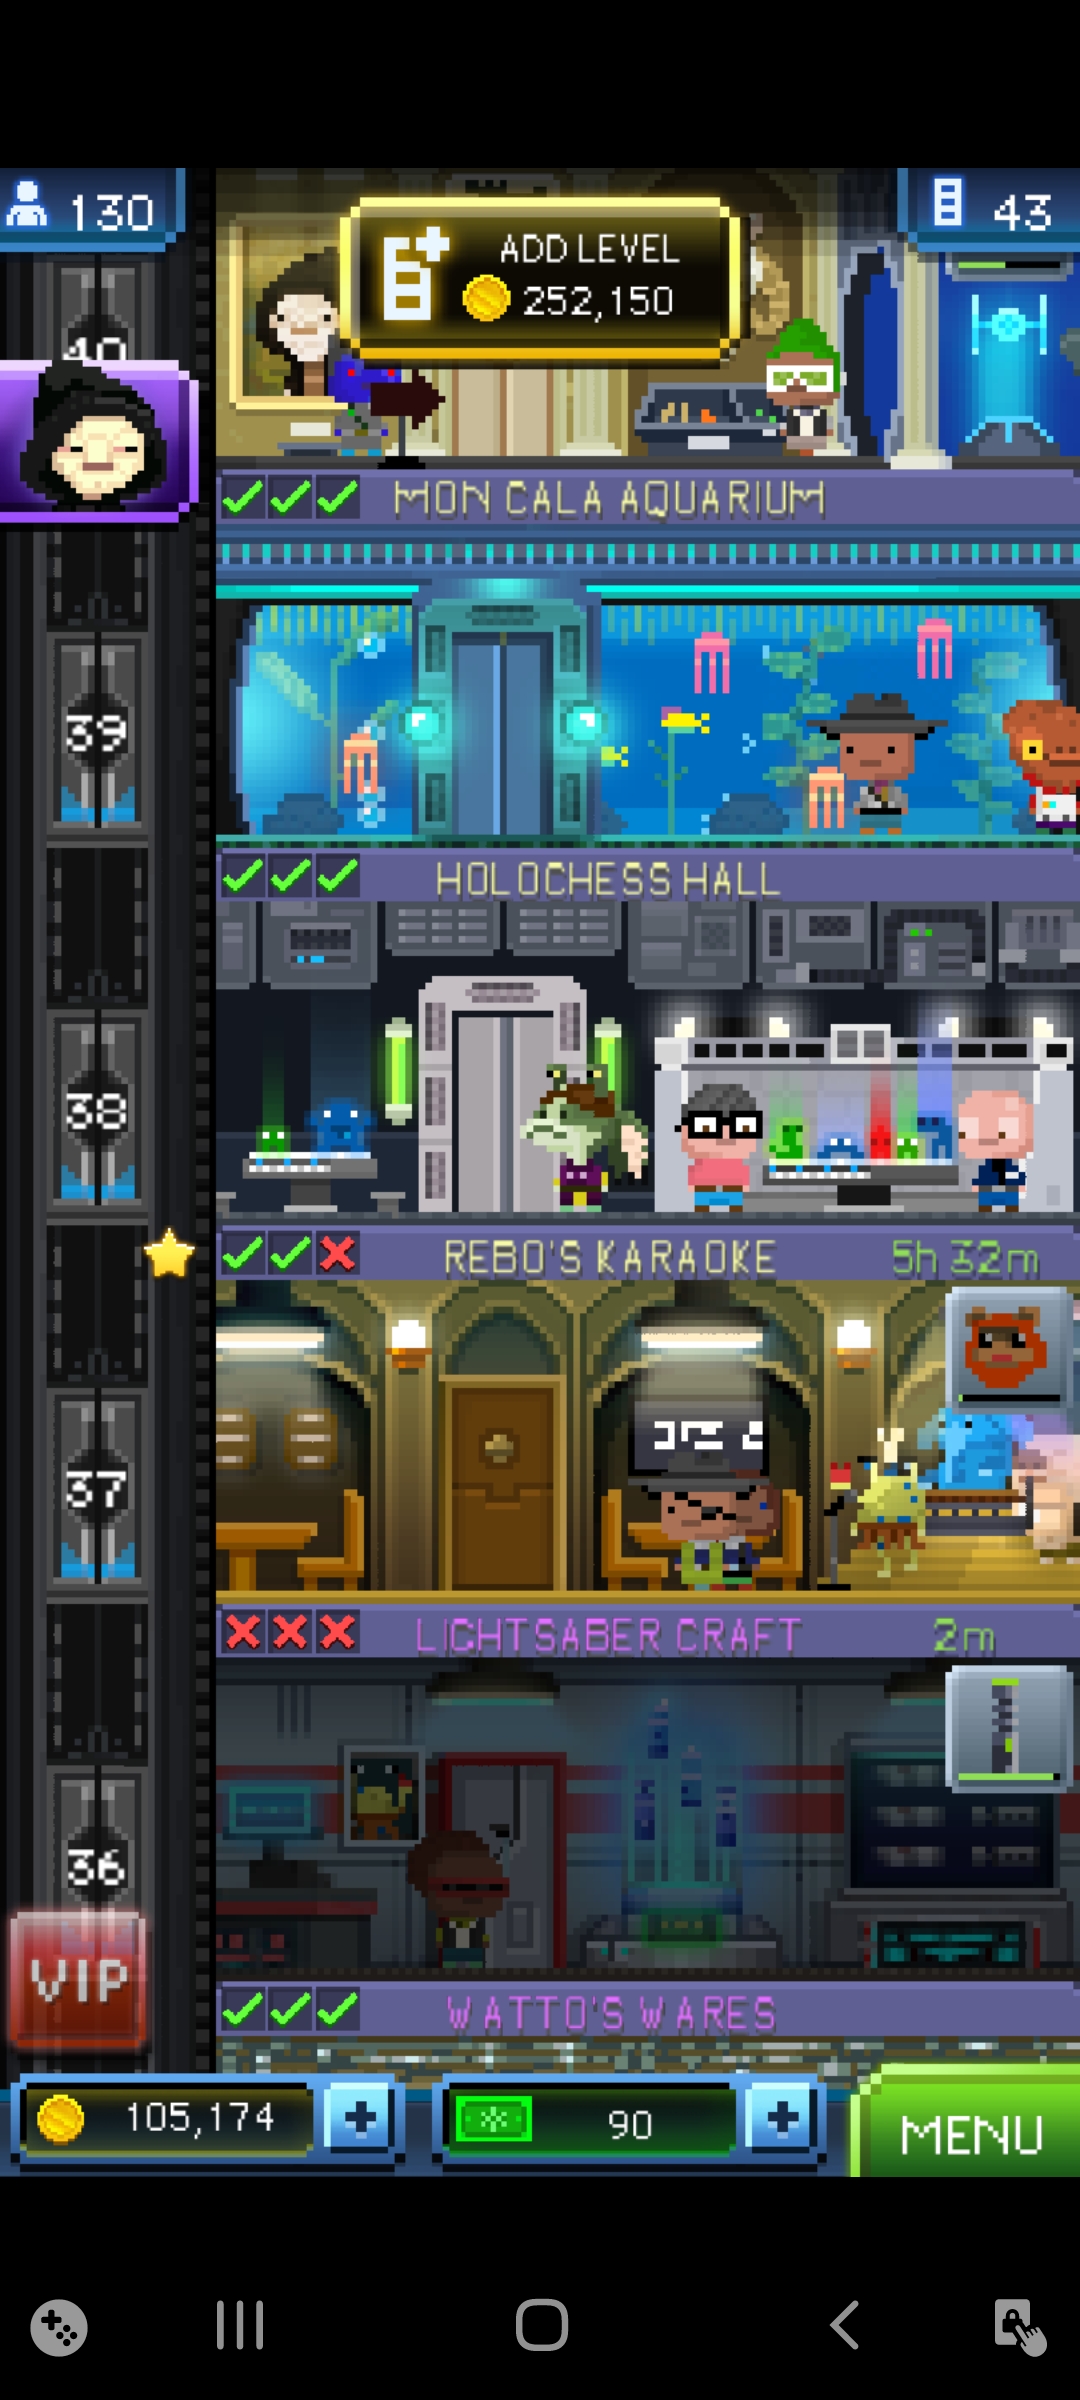 130
ADD LEVEL
252,150
43
40
MON CALA AQUARIUM
39
HOLOCHESS HALL
38
REBO'S KARAOKE 5h 32m
37
LIGHTSABER CRAFT 2m
36
VIP
WATTO'S WARES
105,174
90
MENU